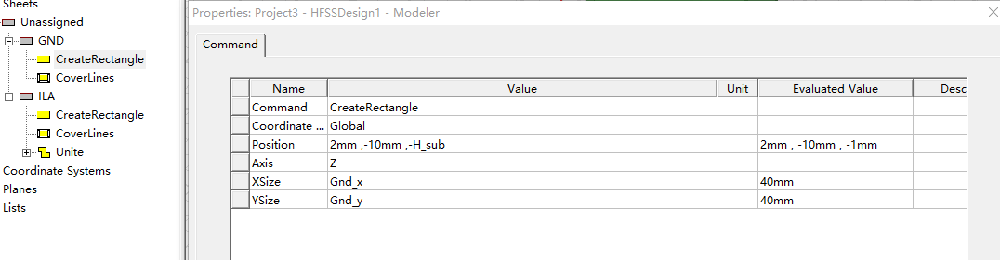 Sheets
Unassigned
GND
CreateRectangle
CoverLines
ILA
CreateRectangle
CoverLines
Unite
Coordinate Systems
Planes
Lists
Properties: Project3 - HFSSDesign1 - Modeler
Command
Name Value Unit Evaluated Value Desc
Command CreateRectangle
Coordinate ... Global
Position 2mm ,-10mm ,-H_sub 2mm , -10mm , -1mm
Axis Z
XSize Gnd_x 40mm
YSize Gnd_y 40mm